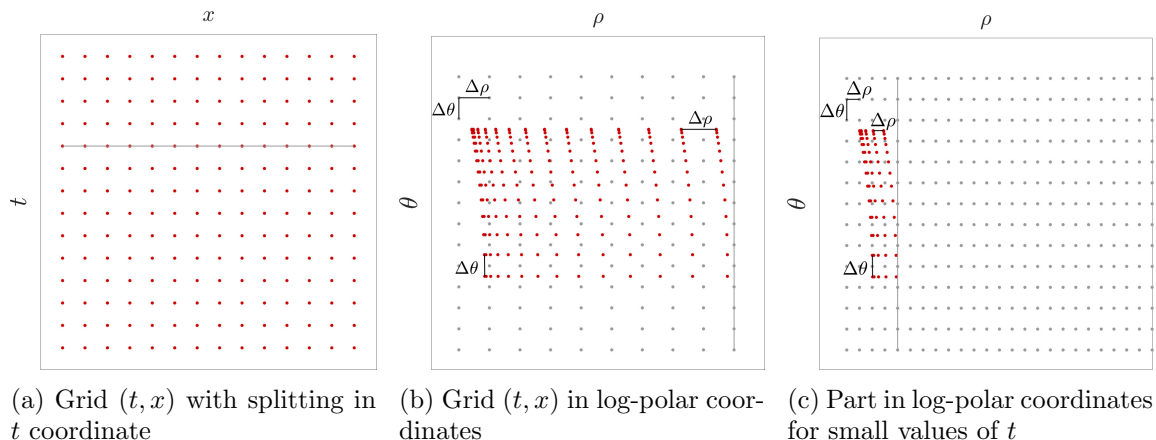 x
ρ
ρ
Δρ
Δθ
Δρ
Δρ
Δθ
Δρ
t
θ
θ
Δθ
Δθ
(a) Grid (t, x) with splitting in
t coordinate
(b) Grid (t, x) in log-polar coor-
dinates
(c) Part in log-polar coordinates
for small values of t